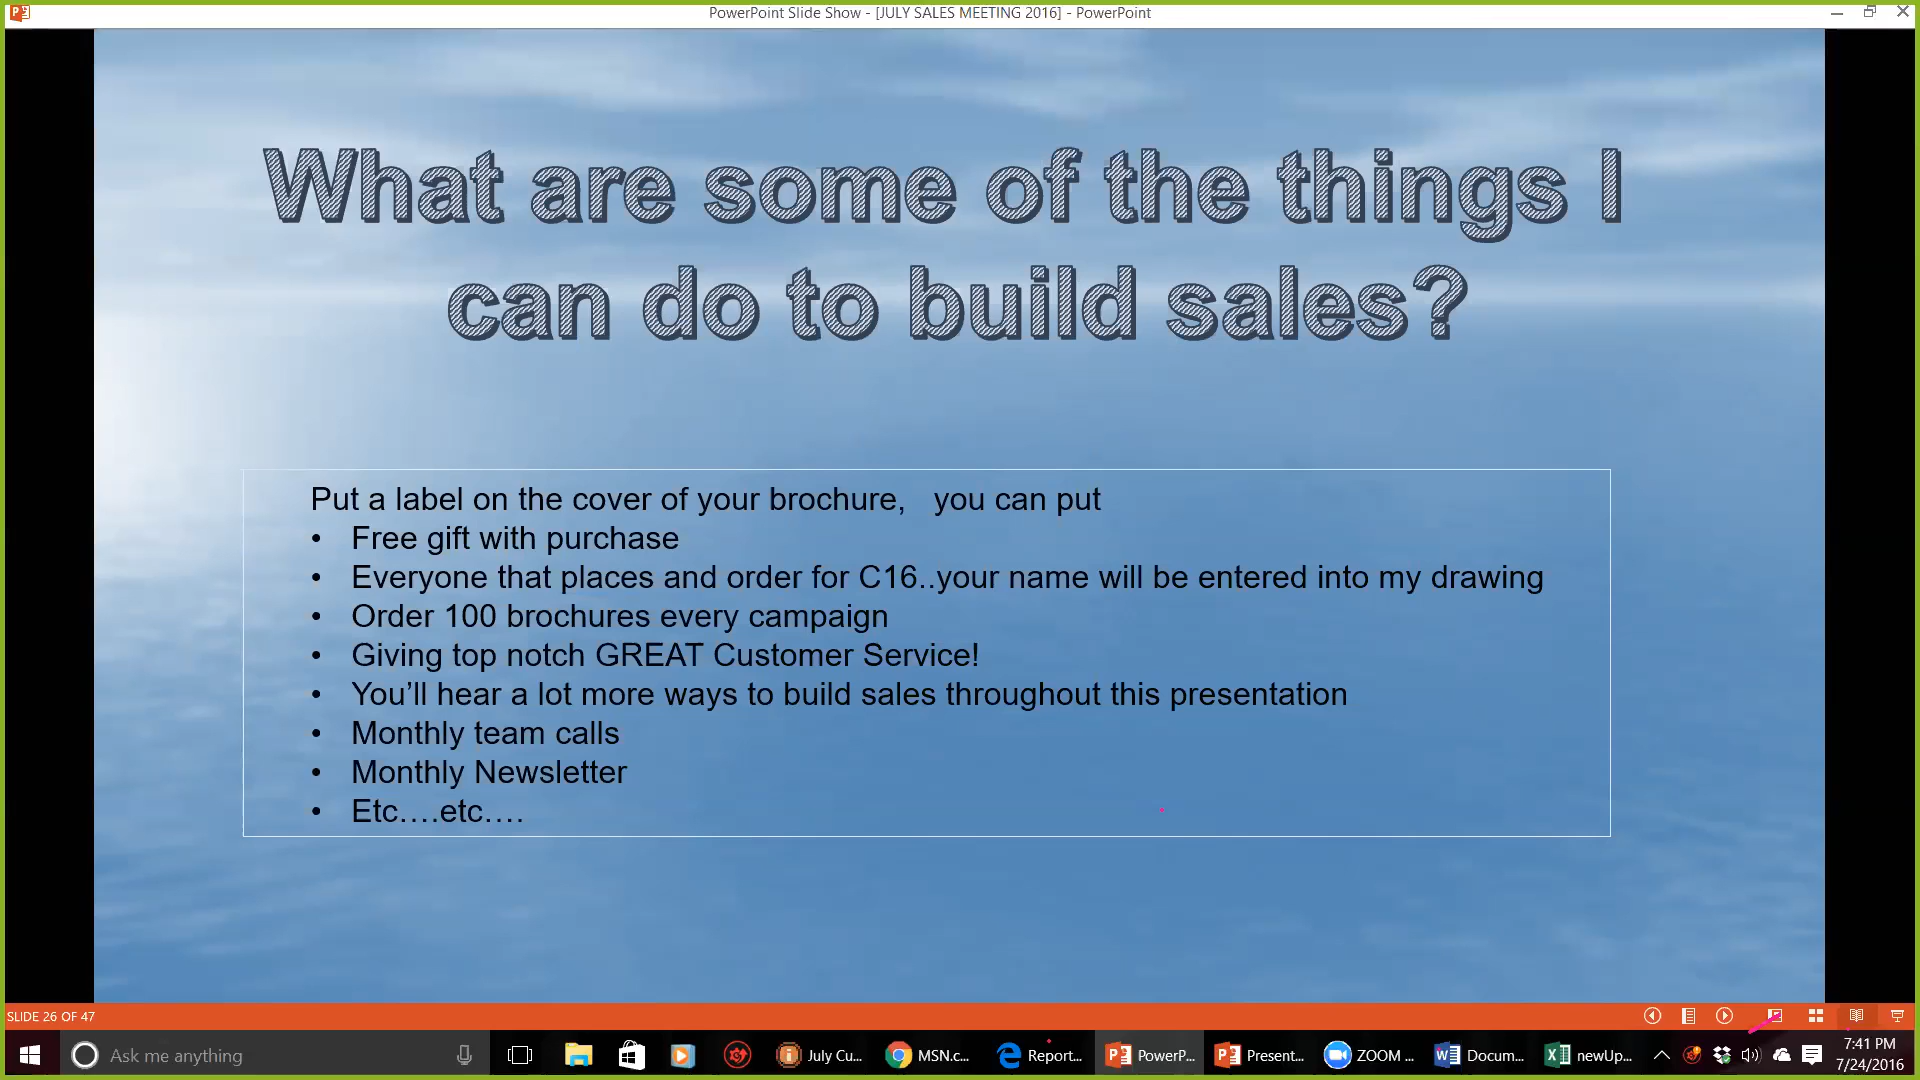 PowerPoint Slide Show - [JULY SALES MEETING 2016] - PowerPoint
What are some of the things I
can do to build sales?
Put a label on the cover of your brochure,   you can put
• Free gift with purchase
• Everyone that places and order for C16..your name will be entered into my drawing
• Order 100 brochures every campaign
• Giving top notch GREAT Customer Service!
• You’ll hear a lot more ways to build sales throughout this presentation
• Monthly team calls
• Monthly Newsletter
• Etc….etc….
SLIDE 26 OF 47
Ask me anything
July Cu...
MSN.c...
Report...
PowerP...
Present...
ZOOM ...
Docum...
newUp...
7:41 PM
7/24/2016